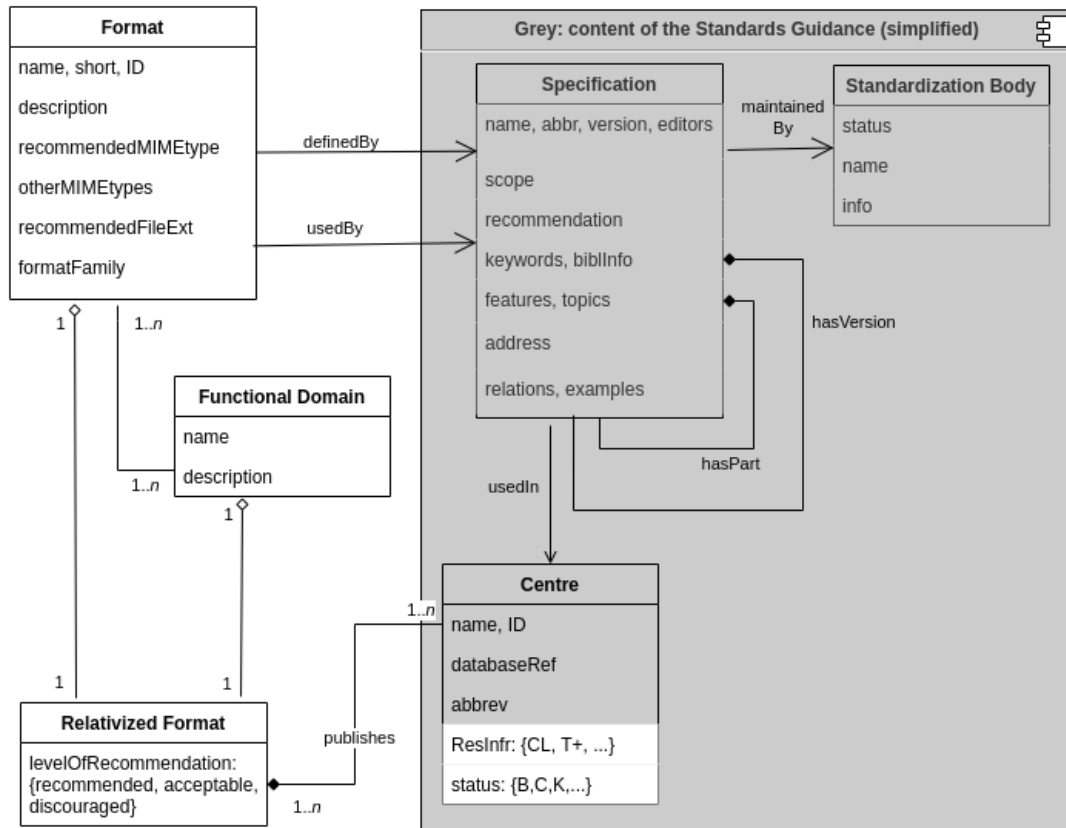 Format
name, short, ID
description
recommendedMIMEtype
otherMIMEtypes
recommendedFileExt
formatFamily
Grey: content of the Standards Guidance (simplified)
Specification
name, abbr, version, editors
scope
recommendation
keywords, biblInfo
features, topics
address
relations, examples
Standardization Body
status
name
info
definedBy
usedBy
maintained
By
hasVersion
hasPart
usedIn
1
1..n
Functional Domain
name
description
1..n
1
1..n
Centre
name, ID
databaseRef
abbrev
ResInfr: {CL, T+, ...}
status: {B,C,K,...}
1
1
publishes
Relativized Format
levelOfRecommendation:
{recommended, acceptable,
discouraged}
1..n